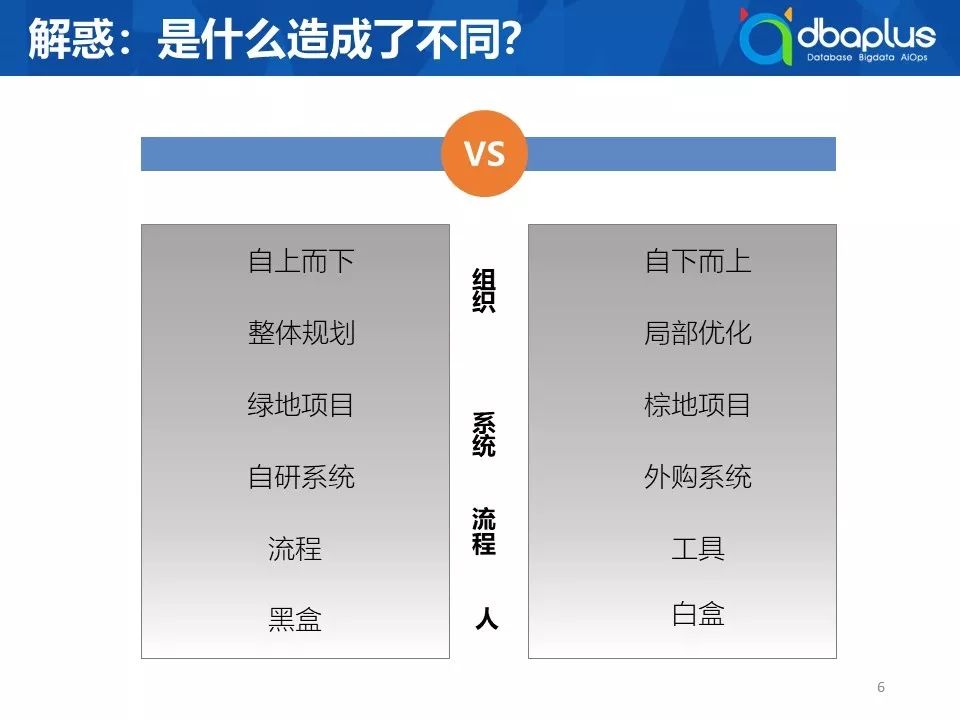 解惑：是什么造成了不同？
dbaplus
Database Bigdata AiOps
VS
自上而下
整体规划
绿地项目
自研系统
流程
黑盒
组织
系统
流程
人
自下而上
局部优化
棕地项目
外购系统
工具
白盒
6